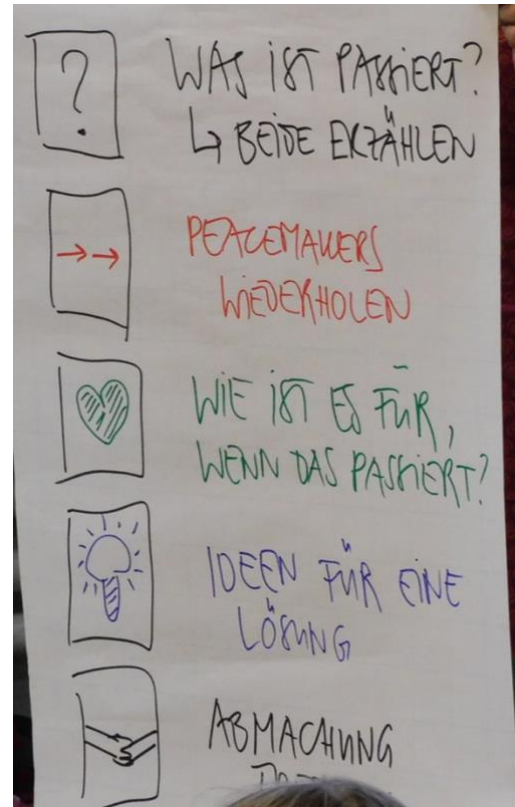 ?
WAS IST PASSIERT?
↳ BEIDE ERZÄHLEN
PEACEMAKERS
WIEDERHOLEN
WIE IST ES FÜR,
WENN DAS PASSIERT?
IDEEN FÜR EINE
LÖSUNG
ABMACHUNG